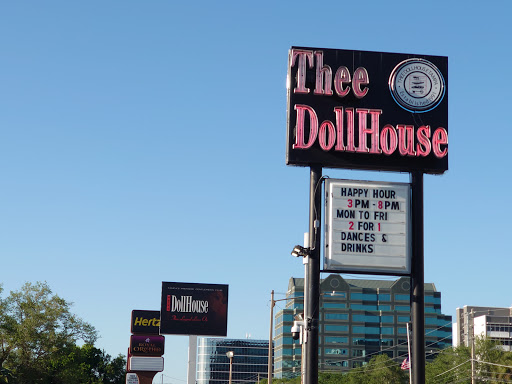 Thee
DollHouse
HAPPY HOUR
3PM-8PM
MON TO FRI
2 FOR 1
DANCES &
DRINKS
DollHouse
Hertz